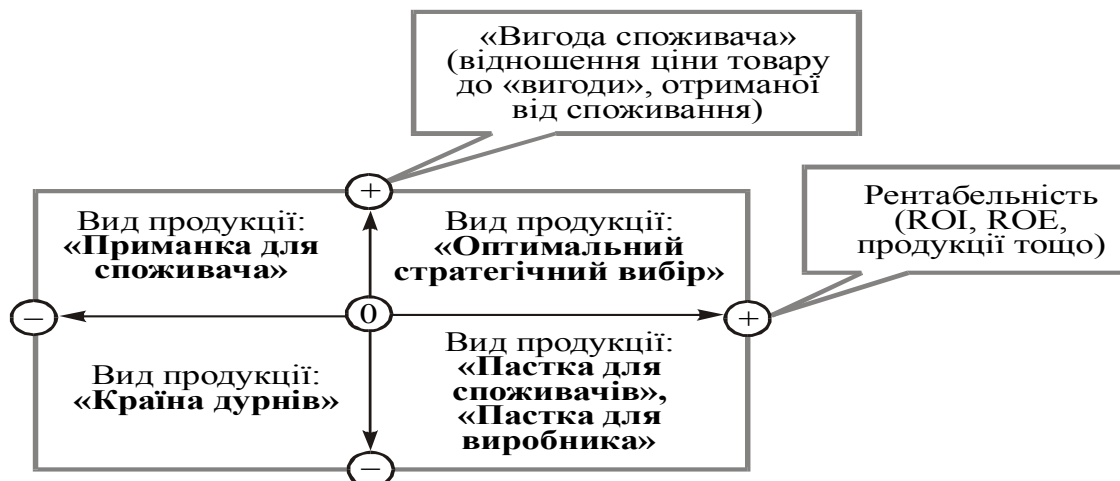 «Вигода споживача»
(відношення ціни товару
до «вигоди», отриманої
від споживання)
+
Рентабельність
(ROI, ROE,
продукції тощо)
Вид продукції:
«Приманка для
споживача»
Вид продукції:
«Оптимальний
стратегічний вибір»
–
0
+
Вид продукції:
«Країна дурнів»
Вид продукції:
«Пастка для
споживачів»,
«Пастка для
виробника»
–